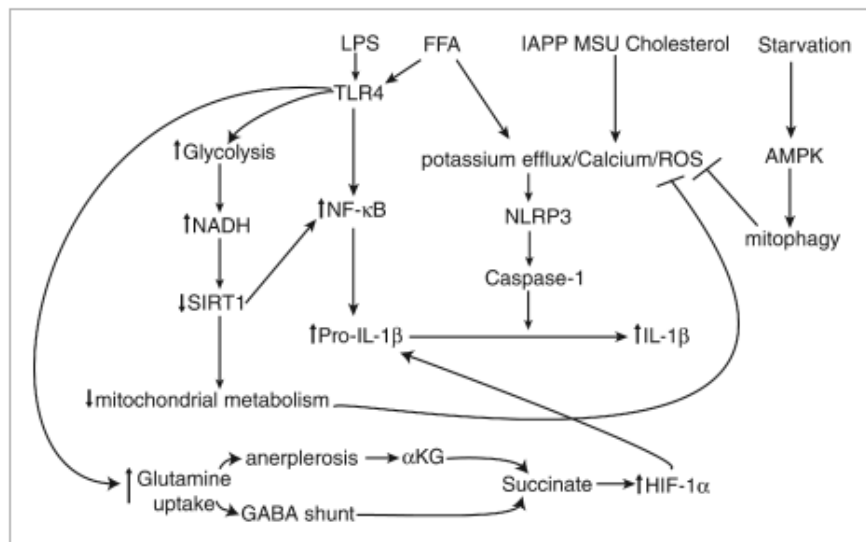 LPS FFA IAPP MSU Cholesterol Starvation
TLR4
↑Glycolysis potassium efflux/Calcium/ROS AMPK
↑NADH ↑NF-κB NLRP3 mitophagy
Caspase-1
↓SIRT1
↑Pro-IL-1β ↑IL-1β
↓mitochondrial metabolism
anerplerosis αKG
↑Glutamine Succinate ↑HIF-1α
uptake
GABA shunt